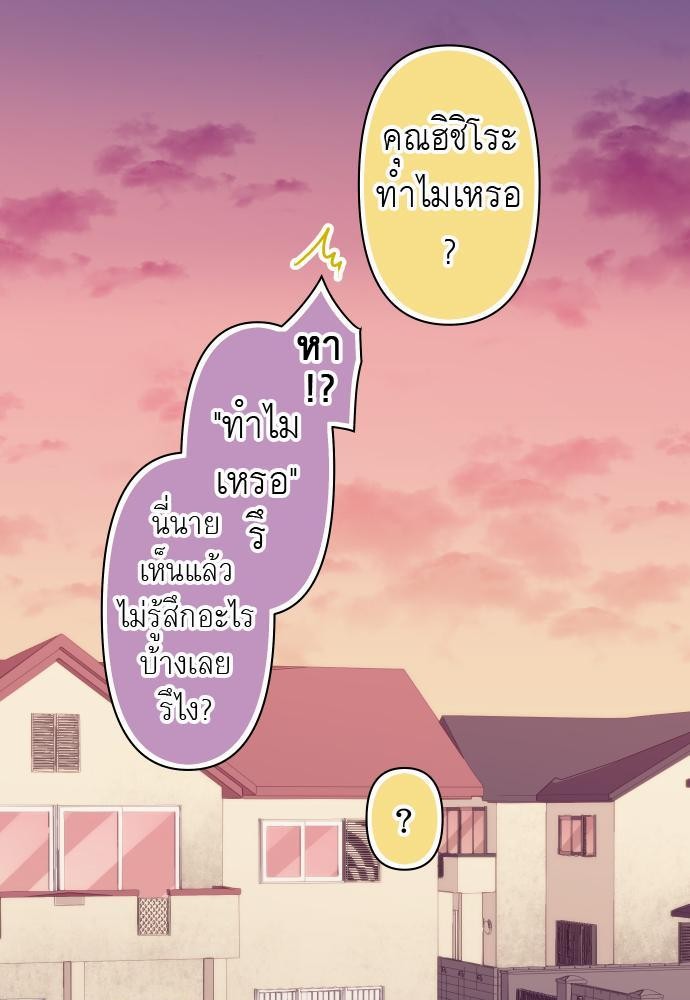 คุณฮิชิโระ
ทำไมเหรอ
?
หา
!?
"ทำไม
เหรอ"
รึ
นี่นาย
เห็นแล้ว
ไม่รู้สึกอะไร
บ้างเลย
รึไง?
?